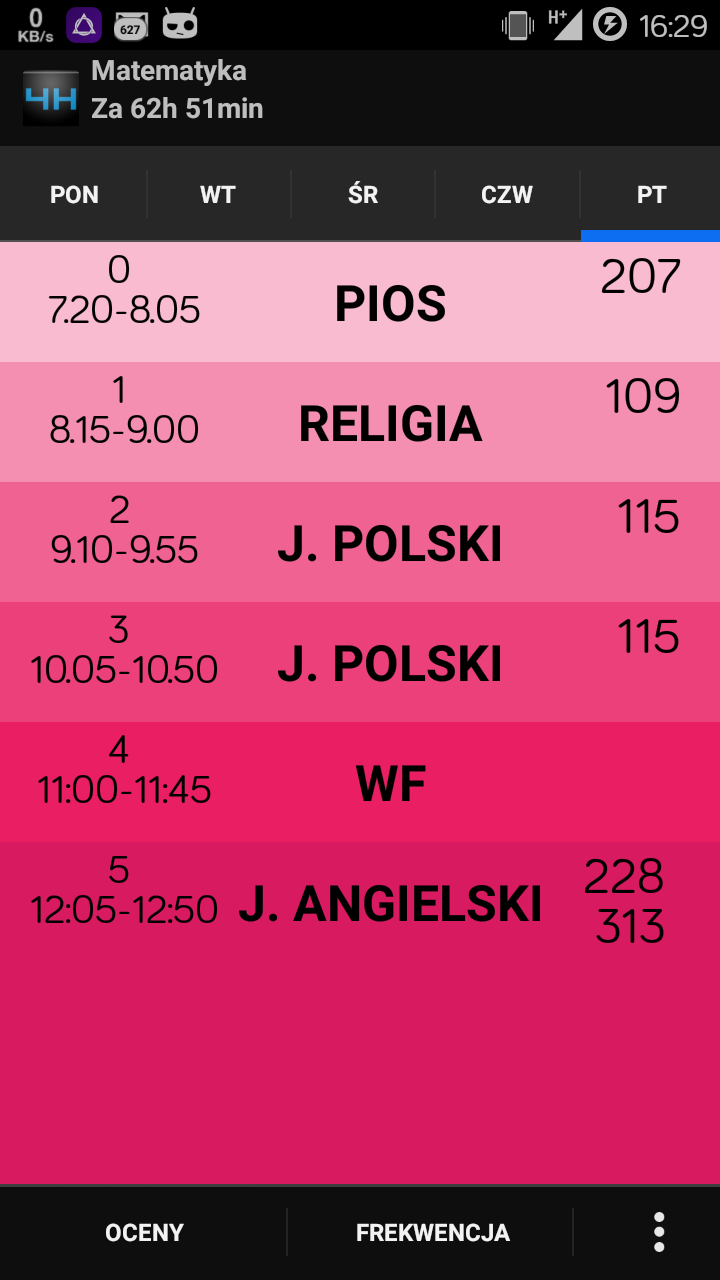 0
KB/s
627
H+
16:29
4H
Matematyka
Za 62h 51min
PON
WT
ŚR
CZW
PT
0
7.20-8.05
PIOS
207
1
8.15-9.00
RELIGIA
109
2
9.10-9.55
J. POLSKI
115
3
10.05-10.50
J. POLSKI
115
4
11:00-11:45
WF
5
12:05-12:50
J. ANGIELSKI
228
313
OCENY
FREKWENCJA